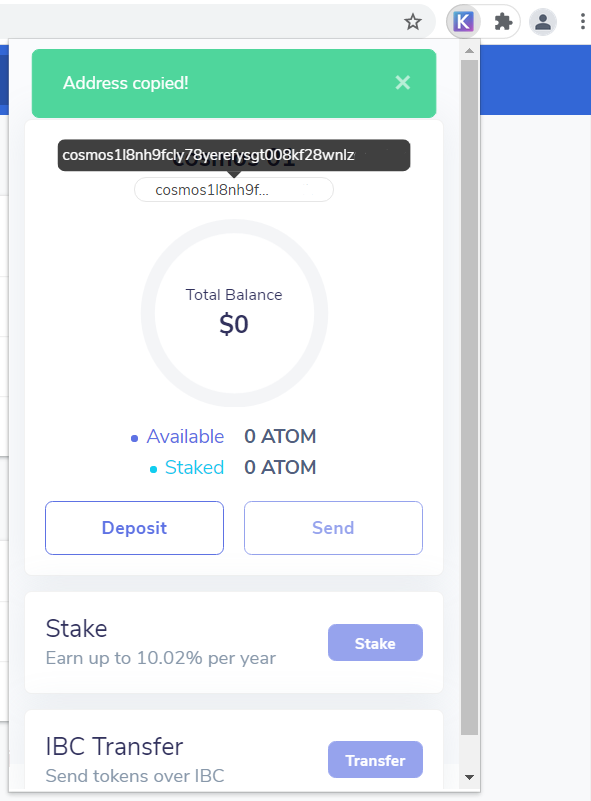 K
Address copied!
cosmos1l8nh9fcly78yerefysgt008kf28wnlz
cosmos1l8nh9f...
Total Balance
$0
Available 0 ATOM
Staked 0 ATOM
Deposit Send
Stake
Earn up to 10.02% per year
Stake
IBC Transfer
Send tokens over IBC
Transfer